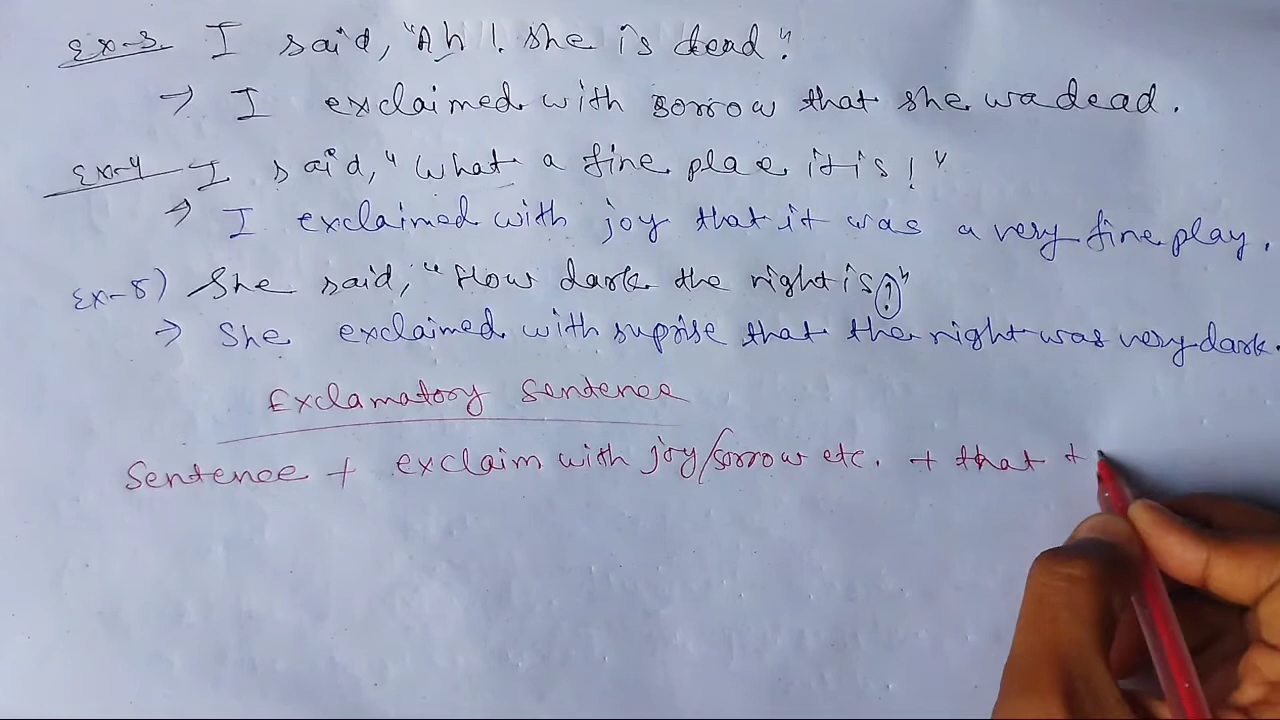 Ex-3. I said, "Ah! she is dead".
→ I exclaimed with sorrow that she wa dead.
Ex-4 I said, "What a fine place it is!"
→ I exclaimed with joy that it was a very fine play.
Ex-5) She said, "How dark the night is!"
→ She exclaimed with suprise that the night was very dark.
Exclamatory Sentence
Sentence + exclaim with joy/sorrow etc. + that +